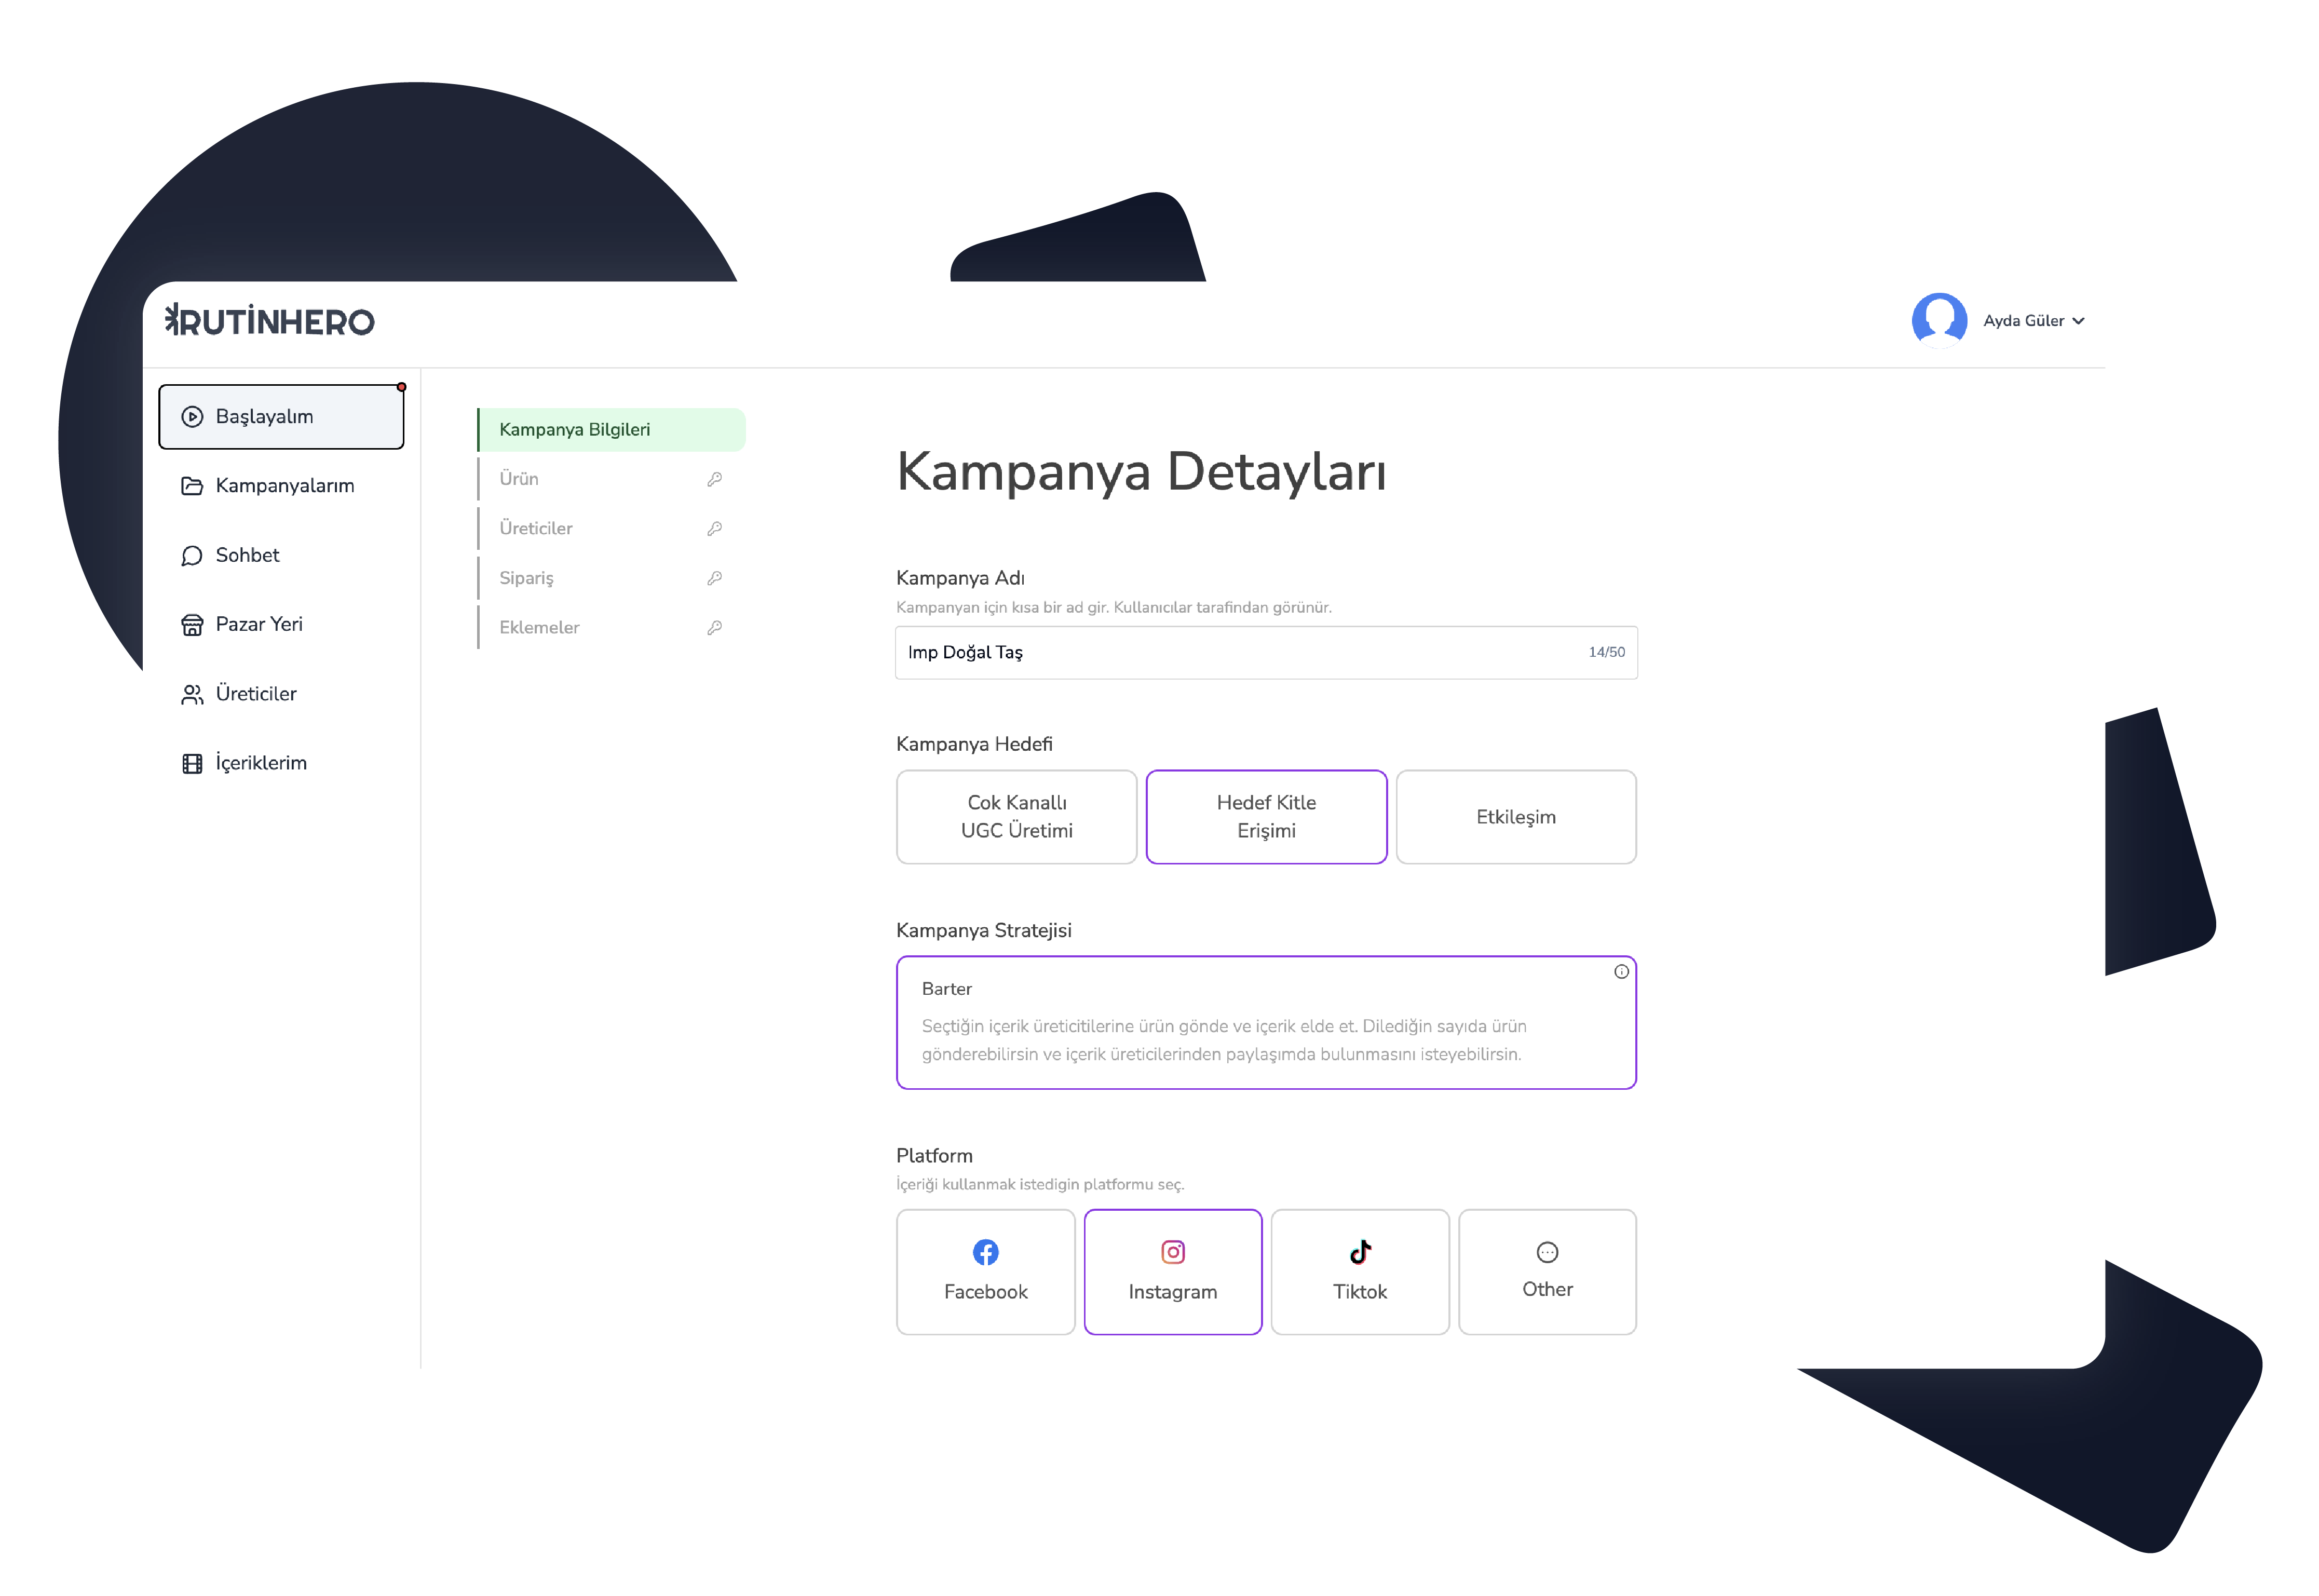 RUTİNHERO
Ayda Güler
Başlayalım
Kampanyalarım
Sohbet
Pazar Yeri
Üreticiler
İçeriklerim
Kampanya Bilgileri
Ürün
Üreticiler
Sipariş
Eklemeler
Kampanya Detayları
Kampanya Adı
Kampanyan için kısa bir ad gir. Kullanıcılar tarafindan görünür.
Imp Doğal Taş
14/50
Kampanya Hedefi
Cok Kanallı
UGC Üretimi
Hedef Kitle
Erişimi
Etkileşim
Kampanya Stratejisi
Barter
Seçtiğin içerik üreticitilerine ürün gönde ve içerik elde et. Dilediğin sayıda ürün
gönderebilirsin ve içerik üreticilerinden paylaşımda bulunmasını isteyebilirsin.
Platform
İçeriği kullanmak istedigin platformu seç.
Facebook
Instagram
Tiktok
Other